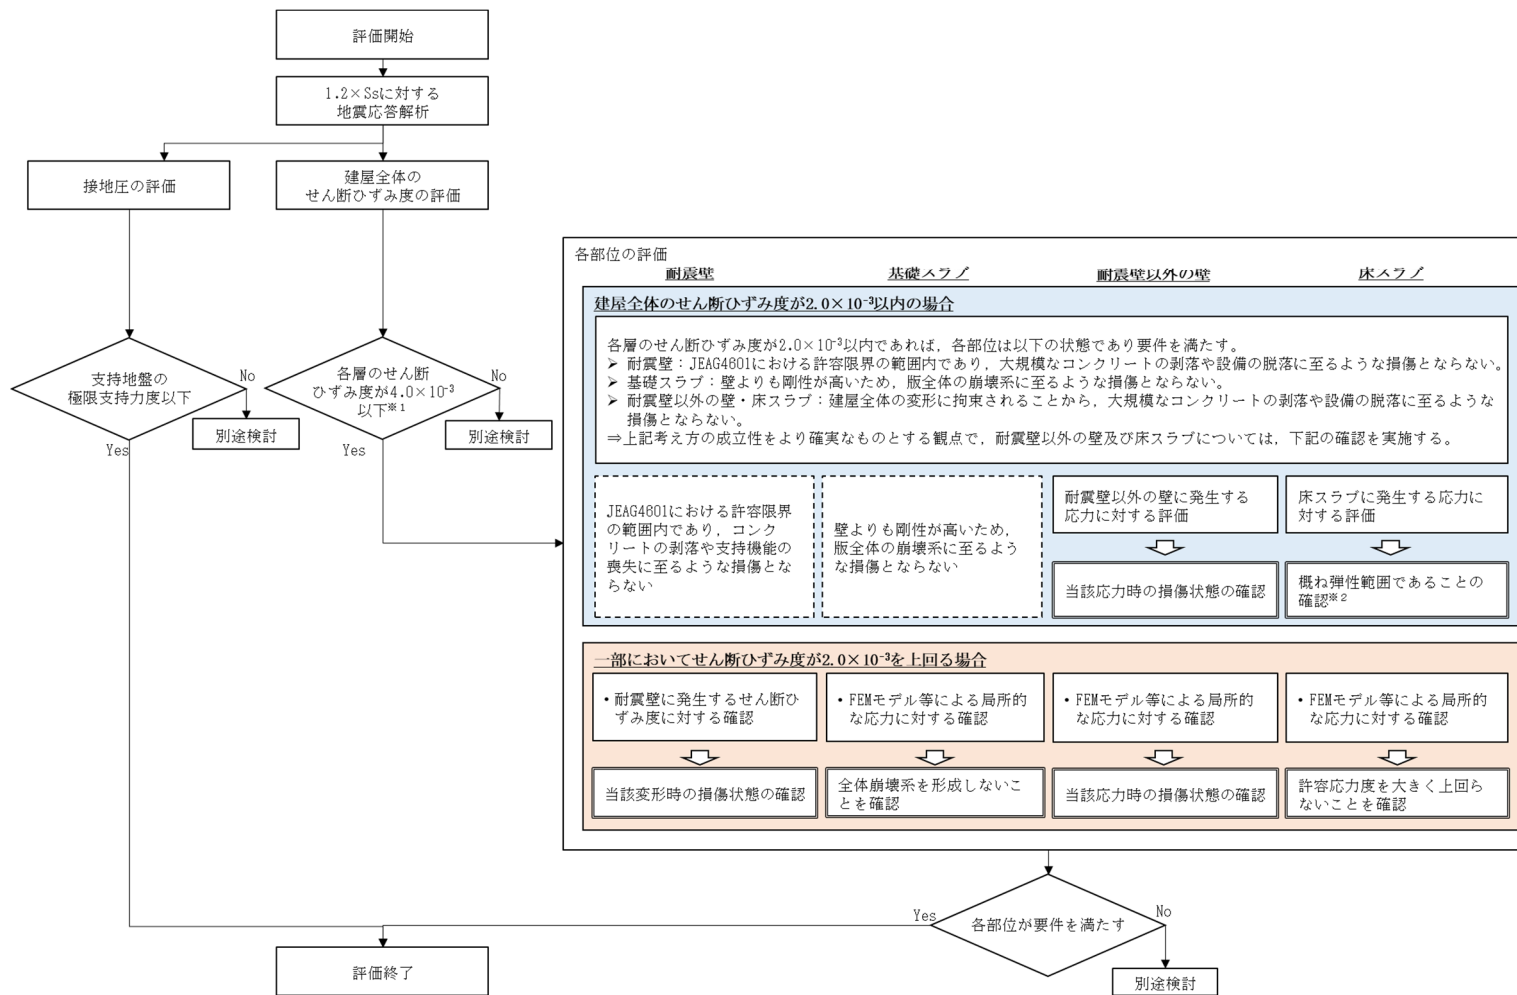 評価開始
1.2×Ssに対する
地震応答解析
接地圧の評価
建屋全体の
せん断ひずみ度の評価
支持地盤の
極限支持力度以下
No
別途検討
Yes
各層のせん断
ひずみ度が4.0×10⁻³
以下※1
No
別途検討
Yes
各部位の評価
耐震壁
基礎スラブ
耐震壁以外の壁
床スラブ
建屋全体のせん断ひずみ度が2.0×10⁻³以内の場合
各層のせん断ひずみ度が2.0×10⁻³以内であれば，各部位は以下の状態であり要件を満たす。
➢ 耐震壁：JEAG4601における許容限界の範囲内であり，大規模なコンクリートの剥落や設備の脱落に至るような損傷とならない。
➢ 基礎スラブ：壁よりも剛性が高いため，版全体の崩壊系に至るような損傷とならない。
➢ 耐震壁以外の壁・床スラブ：建屋全体の変形に拘束されることから，大規模なコンクリートの剥落や設備の脱落に至るような
損傷とならない。
⇒上記考え方の成立性をより確実なものとする観点で，耐震壁以外の壁及び床スラブについては，下記の確認を実施する。
JEAG4601における許容限界
の範囲内であり，コンク
リートの剥落や支持機能の
喪失に至るような損傷とな
らない
壁よりも剛性が高いため，
版全体の崩壊系に至るよう
な損傷とならない
耐震壁以外の壁に発生する
応力に対する評価
当該応力時の損傷状態の確認
床スラブに発生する応力に
対する評価
概ね弾性範囲であることの
確認※2
一部においてせん断ひずみ度が2.0×10⁻³を上回る場合
・耐震壁に発生するせん断ひ
ずみ度に対する確認
当該変形時の損傷状態の確認
・FEMモデル等による局所的
な応力に対する確認
全体崩壊系を形成しないこ
とを確認
・FEMモデル等による局所的
な応力に対する確認
当該応力時の損傷状態の確認
・FEMモデル等による局所的
な応力に対する確認
許容応力度を大きく上回ら
ないことを確認
各部位が要件を満たす
Yes
No
別途検討
評価終了